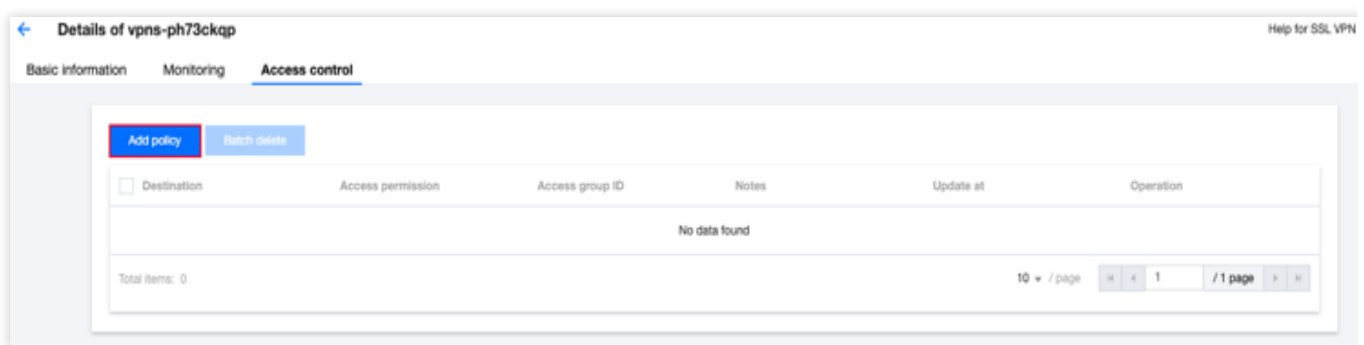 Details of vpns-ph73ckqp Help for SSL VPN
Basic information Monitoring Access control
Add policy Batch delete
Destination Access permission Access group ID Notes Update at Operation
No data found
Total items: 0 10 / page 1 / 1 page